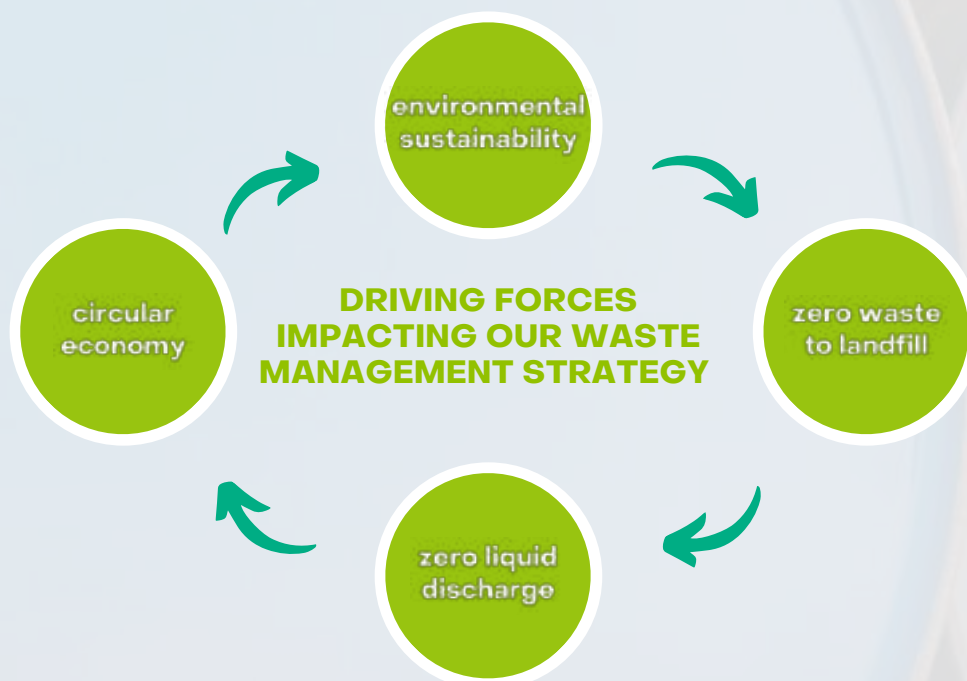 environmental
sustainability
circular
economy
DRIVING FORCES
IMPACTING OUR WASTE
MANAGEMENT STRATEGY
zero waste
to landfill
zero liquid
discharge